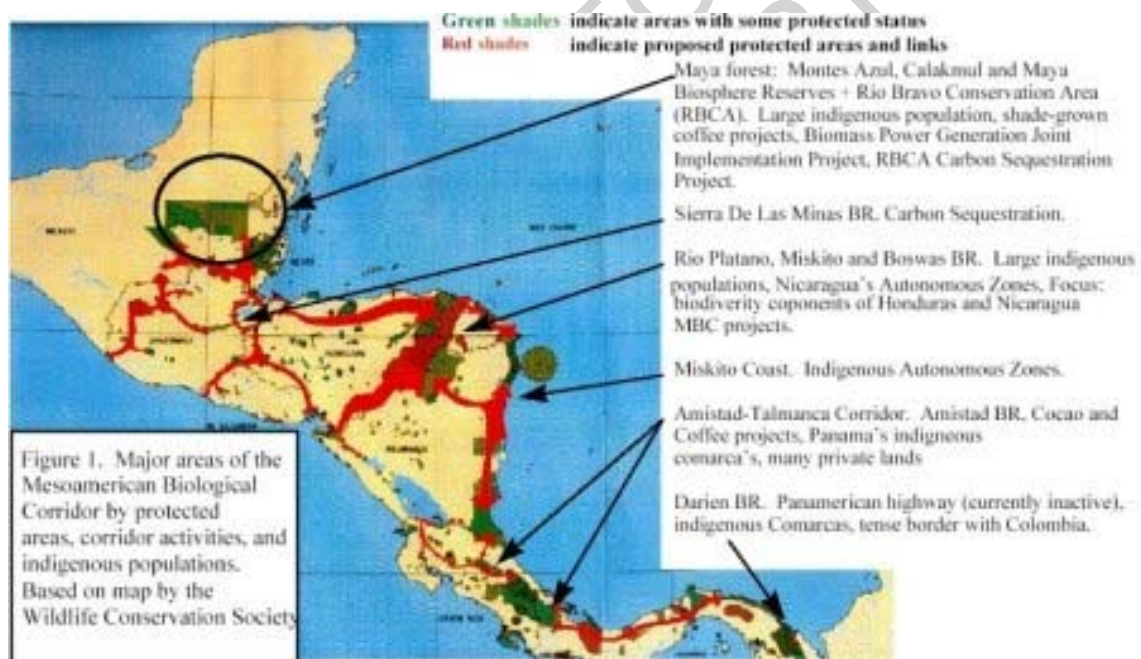 Green shades indicate areas with some protected status
Red shades indicate proposed protected areas and links
Maya forest: Montes Azul, Calakmul and Maya
Biosphere Reserves + Rio Bravo Conservation Area
(RBCA). Large indigenous population, shade-grown
coffee projects, Biomass Power Generation Joint
Implementation Project, RBCA Carbon Sequestration
Project.
Sierra De Las Minas BR. Carbon Sequestration.
Rio Platano, Miskito and Boswas BR. Large indigenous
populations, Nicaragua's Autonomous Zones, Focus:
biodiverity coponents of Honduras and Nicaragua
MBC projects.
Miskito Coast. Indigenous Autonomous Zones.
Amistad-Talmanca Corridor. Amistad BR, Cocao and
Coffee projects, Panama's indigneous
comarca's, many private lands
Darien BR. Panamerican highway (currently inactive),
indigenous Comarcas, tense border with Colombia.
Figure 1. Major areas of the
Mesoamerican Biological
Corridor by protected
areas, corridor activities, and
indigenous populations.
Based on map by the
Wildlife Conservation Society